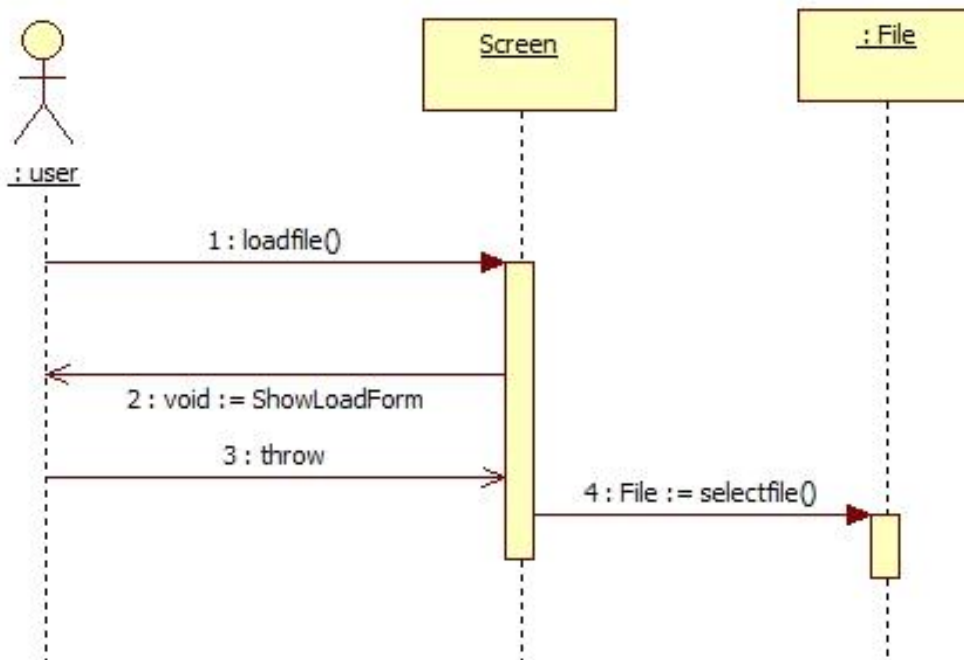 Screen
: File
: user
1 : loadfile()
2 : void := ShowLoadForm
3 : throw
4 : File := selectfile()